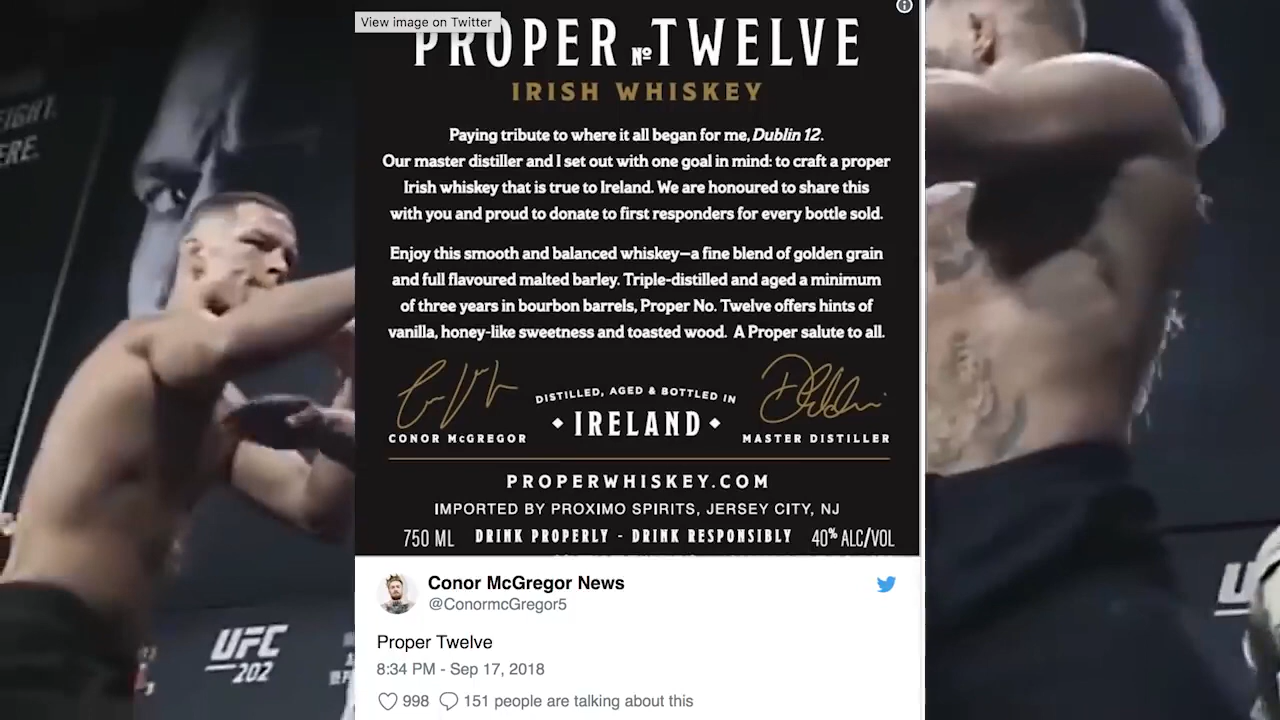 View image on Twitter
PROPER No TWELVE
IRISH WHISKEY
Paying tribute to where it all began for me, Dublin 12.
Our master distiller and I set out with one goal in mind: to craft a proper
Irish whiskey that is true to Ireland. We are honoured to share this
with you and proud to donate to first responders for every bottle sold.
Enjoy this smooth and balanced whiskey—a fine blend of golden grain
and full flavoured malted barley. Triple-distilled and aged a minimum
of three years in bourbon barrels, Proper No. Twelve offers hints of
vanilla, honey-like sweetness and toasted wood. A Proper salute to all.
DISTILLED, AGED & BOTTLED IN
IRELAND
CONOR McGREGOR
MASTER DISTILLER
PROPERWHISKEY.COM
IMPORTED BY PROXIMO SPIRITS, JERSEY CITY, NJ
750 ML DRINK PROPERLY - DRINK RESPONSIBLY 40% ALC/VOL
Conor McGregor News
@ConormcGregor5
Proper Twelve
8:34 PM - Sep 17, 2018
998 151 people are talking about this
UFC
202